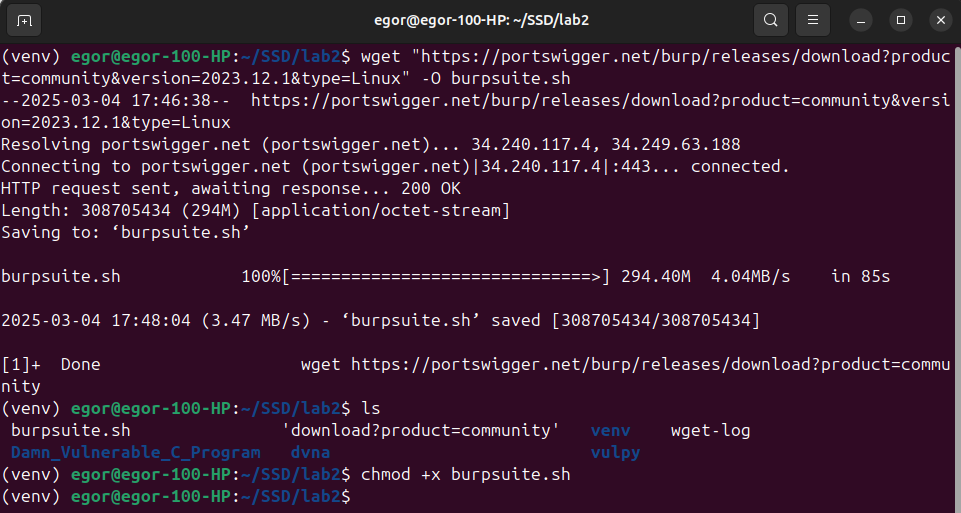 egor@egor-100-HP: ~/SSD/lab2
(venv) egor@egor-100-HP:~/SSD/lab2$ wget "https://portswigger.net/burp/releases/download?produc
t=community&version=2023.12.1&type=Linux" -O burpsuite.sh
--2025-03-04 17:46:38--  https://portswigger.net/burp/releases/download?product=community&versi
on=2023.12.1&type=Linux
Resolving portswigger.net (portswigger.net)... 34.240.117.4, 34.249.63.188
Connecting to portswigger.net (portswigger.net)|34.240.117.4|:443... connected.
HTTP request sent, awaiting response... 200 OK
Length: 308705434 (294M) [application/octet-stream]
Saving to: ‘burpsuite.sh’
burpsuite.sh            100%[==============================>] 294.40M  4.04MB/s    in 85s
2025-03-04 17:48:04 (3.47 MB/s) - ‘burpsuite.sh’ saved [308705434/308705434]
[1]+  Done                    wget https://portswigger.net/burp/releases/download?product=commu
nity
(venv) egor@egor-100-HP:~/SSD/lab2$ ls
burpsuite.sh               'download?product=community'   venv    wget-log
Damn_Vulnerable_C_Program   dvna                          vulpy
(venv) egor@egor-100-HP:~/SSD/lab2$ chmod +x burpsuite.sh
(venv) egor@egor-100-HP:~/SSD/lab2$